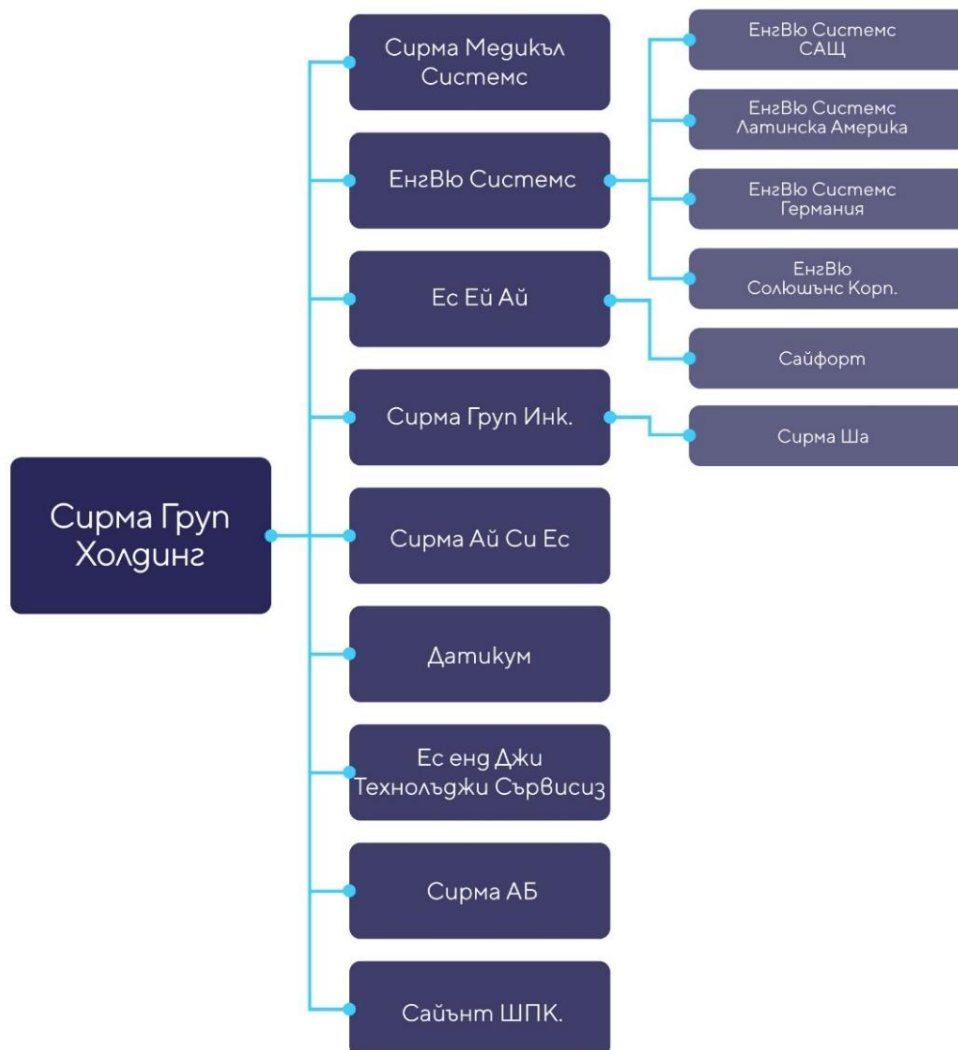 Сирма Груп
Холдинг
Сирма Медикъл
Системс
ЕнгВю Системс
Ес Ей Ай
Сирма Груп Инк.
Сирма Ай Си Ес
Датикум
Ес енд Джи
Технолъджи Сървисиз
Сирма АБ
Сайънт ШПК.
ЕнгВю Системс
САЩ
ЕнгВю Системс
Латинска Америка
ЕнгВю Системс
Германия
ЕнгВю
Солюшънс Корп.
Сайфорт
Сирма Ша